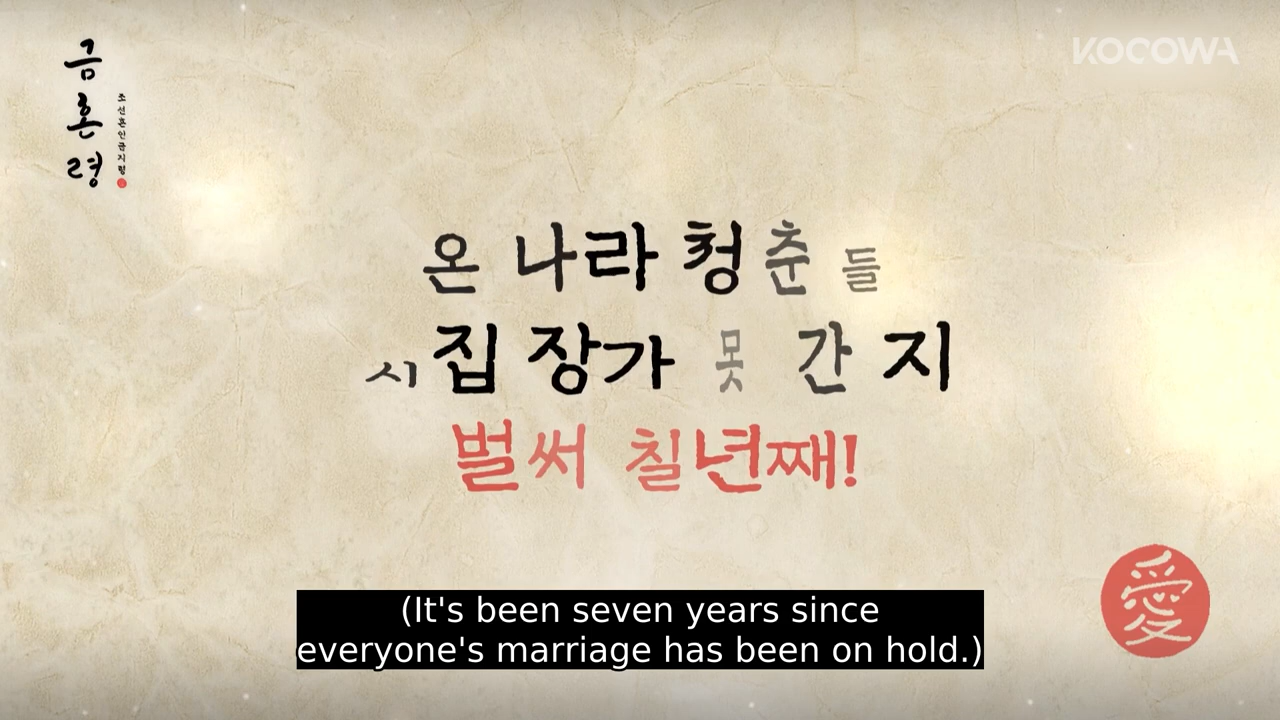 금혼령
조선혼인금지령
KOCOWA
온 나라 청춘들
시집 장가 못 간 지
벌써 칠년째!
愛
(It's been seven years since
everyone's marriage has been on hold.)